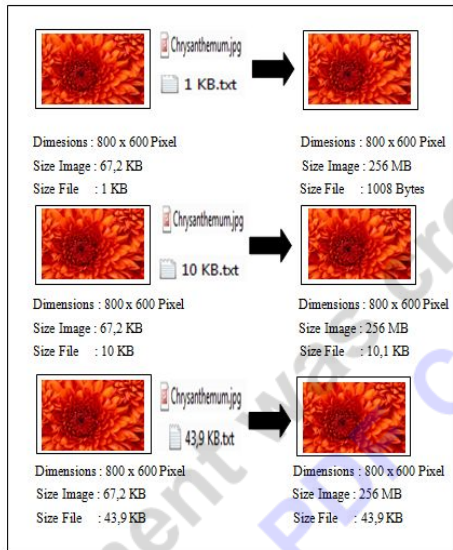 Chrysanthemum.jpg
1 KB.txt
Dimesions : 800 x 600 Pixel
Size Image : 67,2 KB
Size File : 1 KB
Dimesions : 800 x 600 Pixel
Size Image : 256 MB
Size File : 1008 Bytes
Chrysanthemum.jpg
10 KB.txt
Dimensions : 800 x 600 Pixel
Size Image : 67,2 KB
Size File : 10 KB
Dimensions : 800 x 600 Pixel
Size Image : 256 MB
Size File : 10,1 KB
Chrysanthemum.jpg
43,9 KB.txt
Dimensions : 800 x 600 Pixel
Size Image : 67,2 KB
Size File : 43,9 KB
Dimensions : 800 x 600 Pixel
Size Image : 256 MB
Size File : 43,9 KB